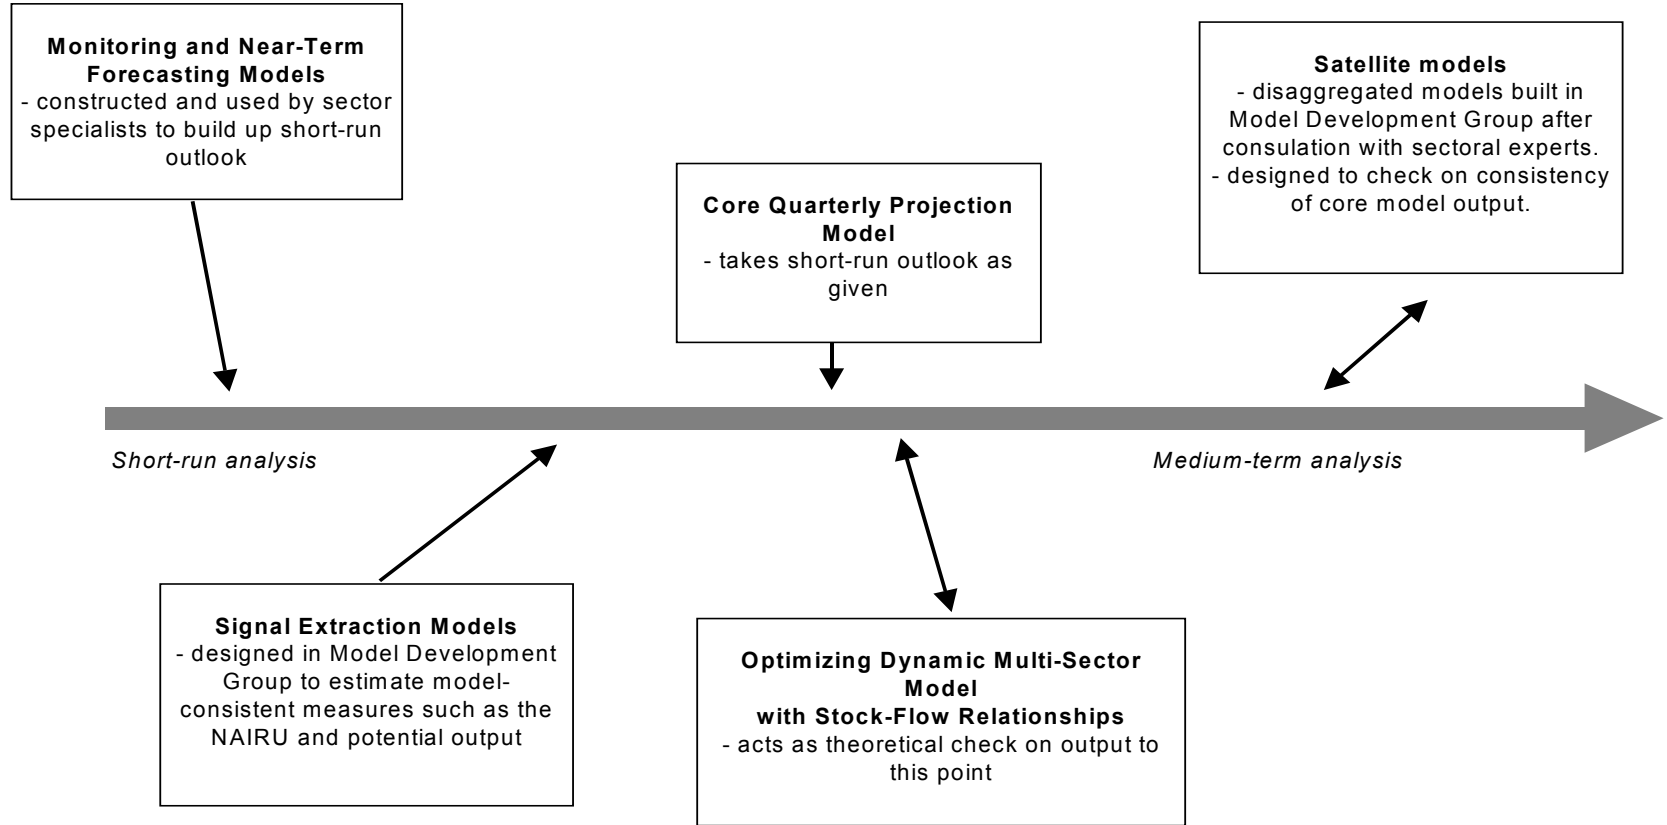 Monitoring and Near-Term
Forecasting Models
- constructed and used by sector
specialists to build up short-run
outlook
Satellite models
- disaggregated models built in
Model Development Group after
consulation with sectoral experts.
- designed to check on consistency
of core model output.
Core Quarterly Projection
Model
- takes short-run outlook as
given
Short-run analysis
Medium-term analysis
Signal Extraction Models
- designed in Model Development
Group to estimate model-
consistent measures such as the
NAIRU and potential output
Optimizing Dynamic Multi-Sector
Model
with Stock-Flow Relationships
- acts as theoretical check on output to
this point